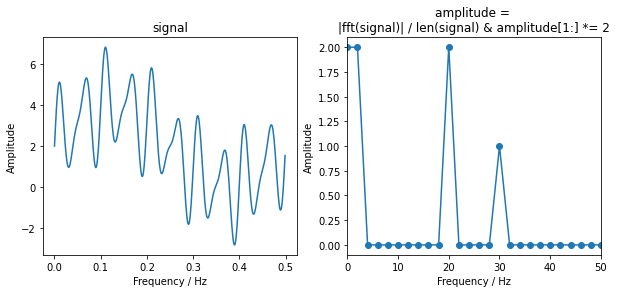 signal
Amplitude
6
4
2
0
−2
0.0 0.1 0.2 0.3 0.4 0.5
Frequency / Hz
amplitude =
|fft(signal)| / len(signal) & amplitude[1:] *= 2
Amplitude
2.00
1.75
1.50
1.25
1.00
0.75
0.50
0.25
0.00
0 10 20 30 40 50
Frequency / Hz